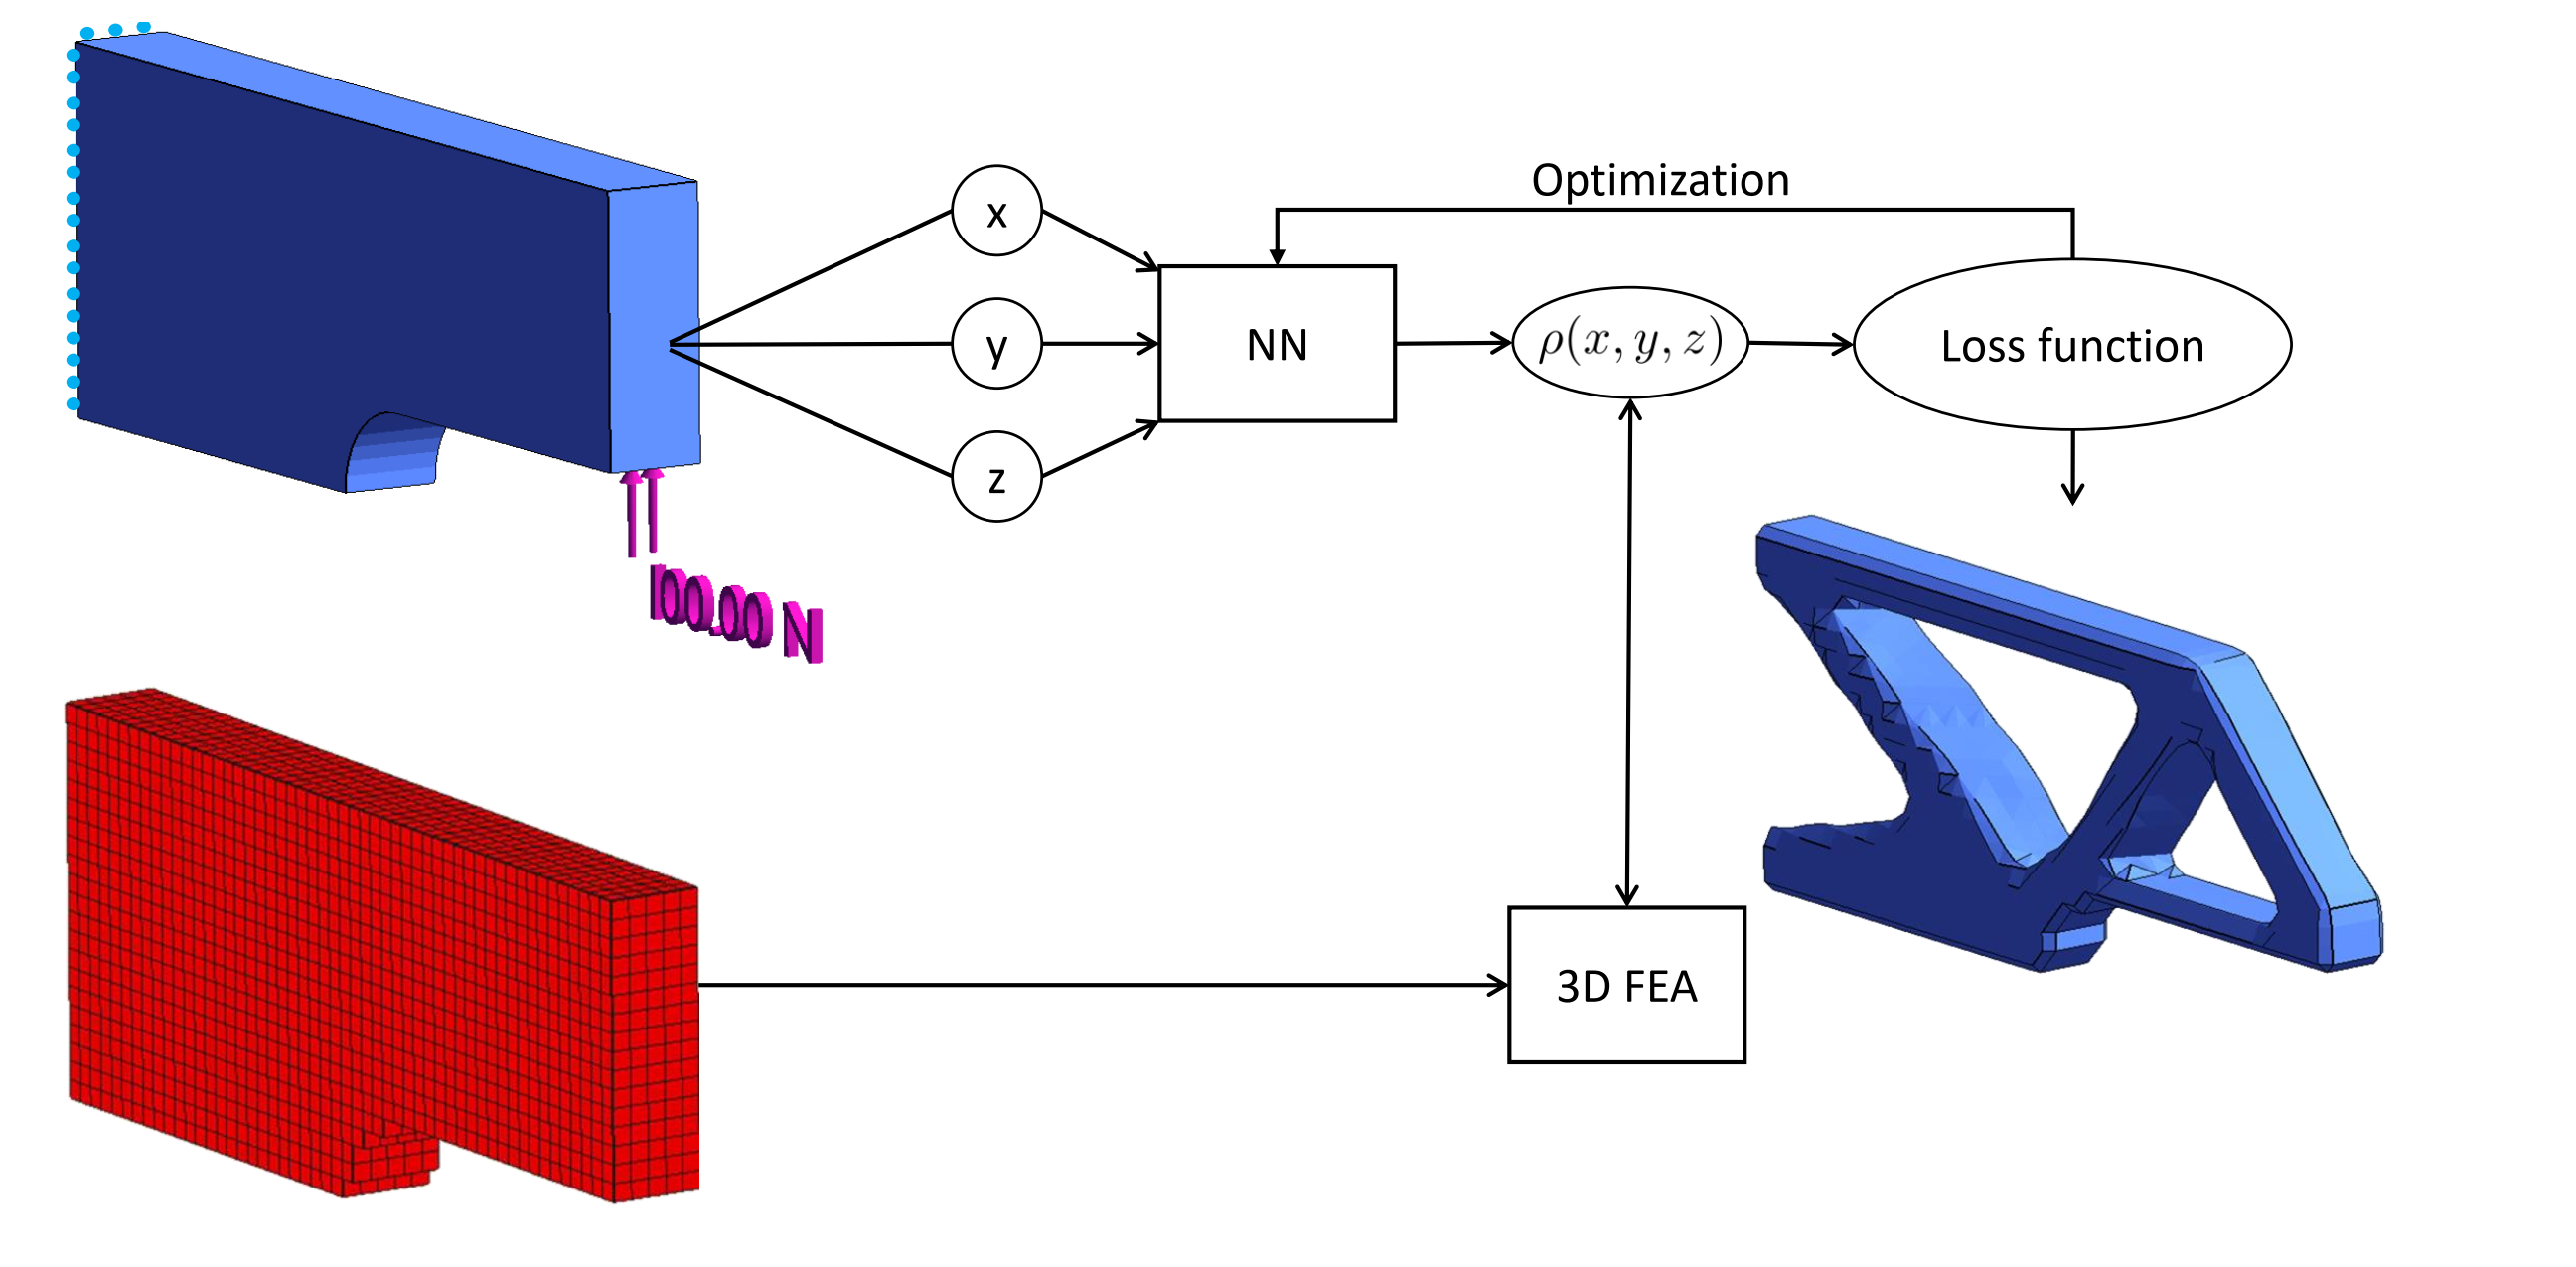 Optimization
x
y
z
NN
ρ(x, y, z)
Loss function
100.00 N
3D FEA